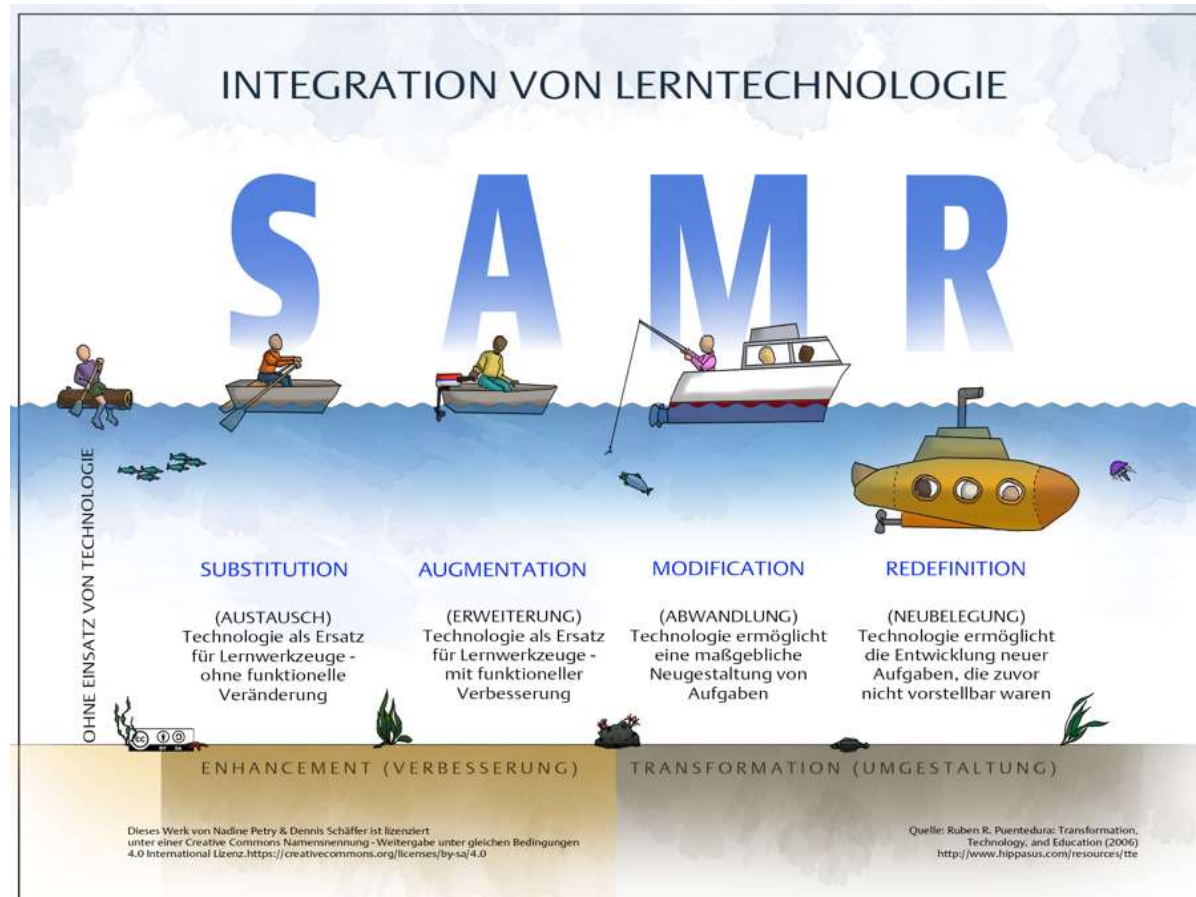 INTEGRATION VON LERNTECHNOLOGIE
SAMR
OHNE EINSATZ VON TECHNOLOGIE
SUBSTITUTION
(AUSTAUSCH)
Technologie als Ersatz
für Lernwerkzeuge -
ohne funktionelle
Veränderung
AUGMENTATION
(ERWEITERUNG)
Technologie als Ersatz
für Lernwerkzeuge -
mit funktioneller
Verbesserung
MODIFICATION
(ABWANDLUNG)
Technologie ermöglicht
eine maßgebliche
Neugestaltung von
Aufgaben
REDEFINITION
(NEUBELEGUNG)
Technologie ermöglicht
die Entwicklung neuer
Aufgaben, die zuvor
nicht vorstellbar waren
cc
BY SA
ENHANCEMENT (VERBESSERUNG)
TRANSFORMATION (UMGESTALTUNG)
Dieses Werk von Nadine Petry & Dennis Schäffer ist lizenziert
unter einer Creative Commons Namensnennung - Weitergabe unter gleichen Bedingungen
4.0 International Lizenz.https://creativecommons.org/licenses/by-sa/4.0
Quelle: Ruben R. Puentedura: Transformation,
Technology, and Education (2006)
http://www.hippasus.com/resources/tte